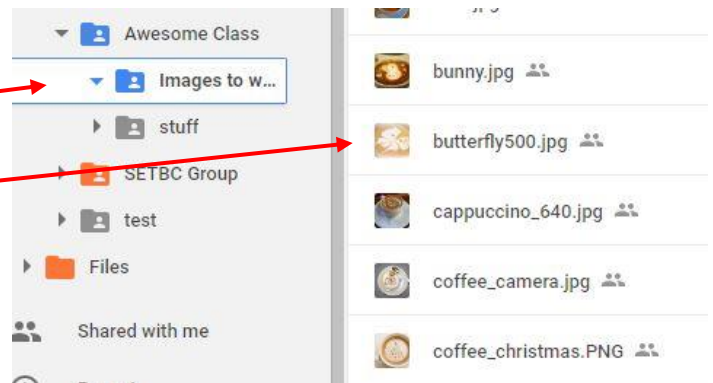 Awesome Class
Images to w...
stuff
SETBC Group
test
Files
Shared with me
bunny.jpg
butterfly500.jpg
cappuccino_640.jpg
coffee_camera.jpg
coffee_christmas.PNG